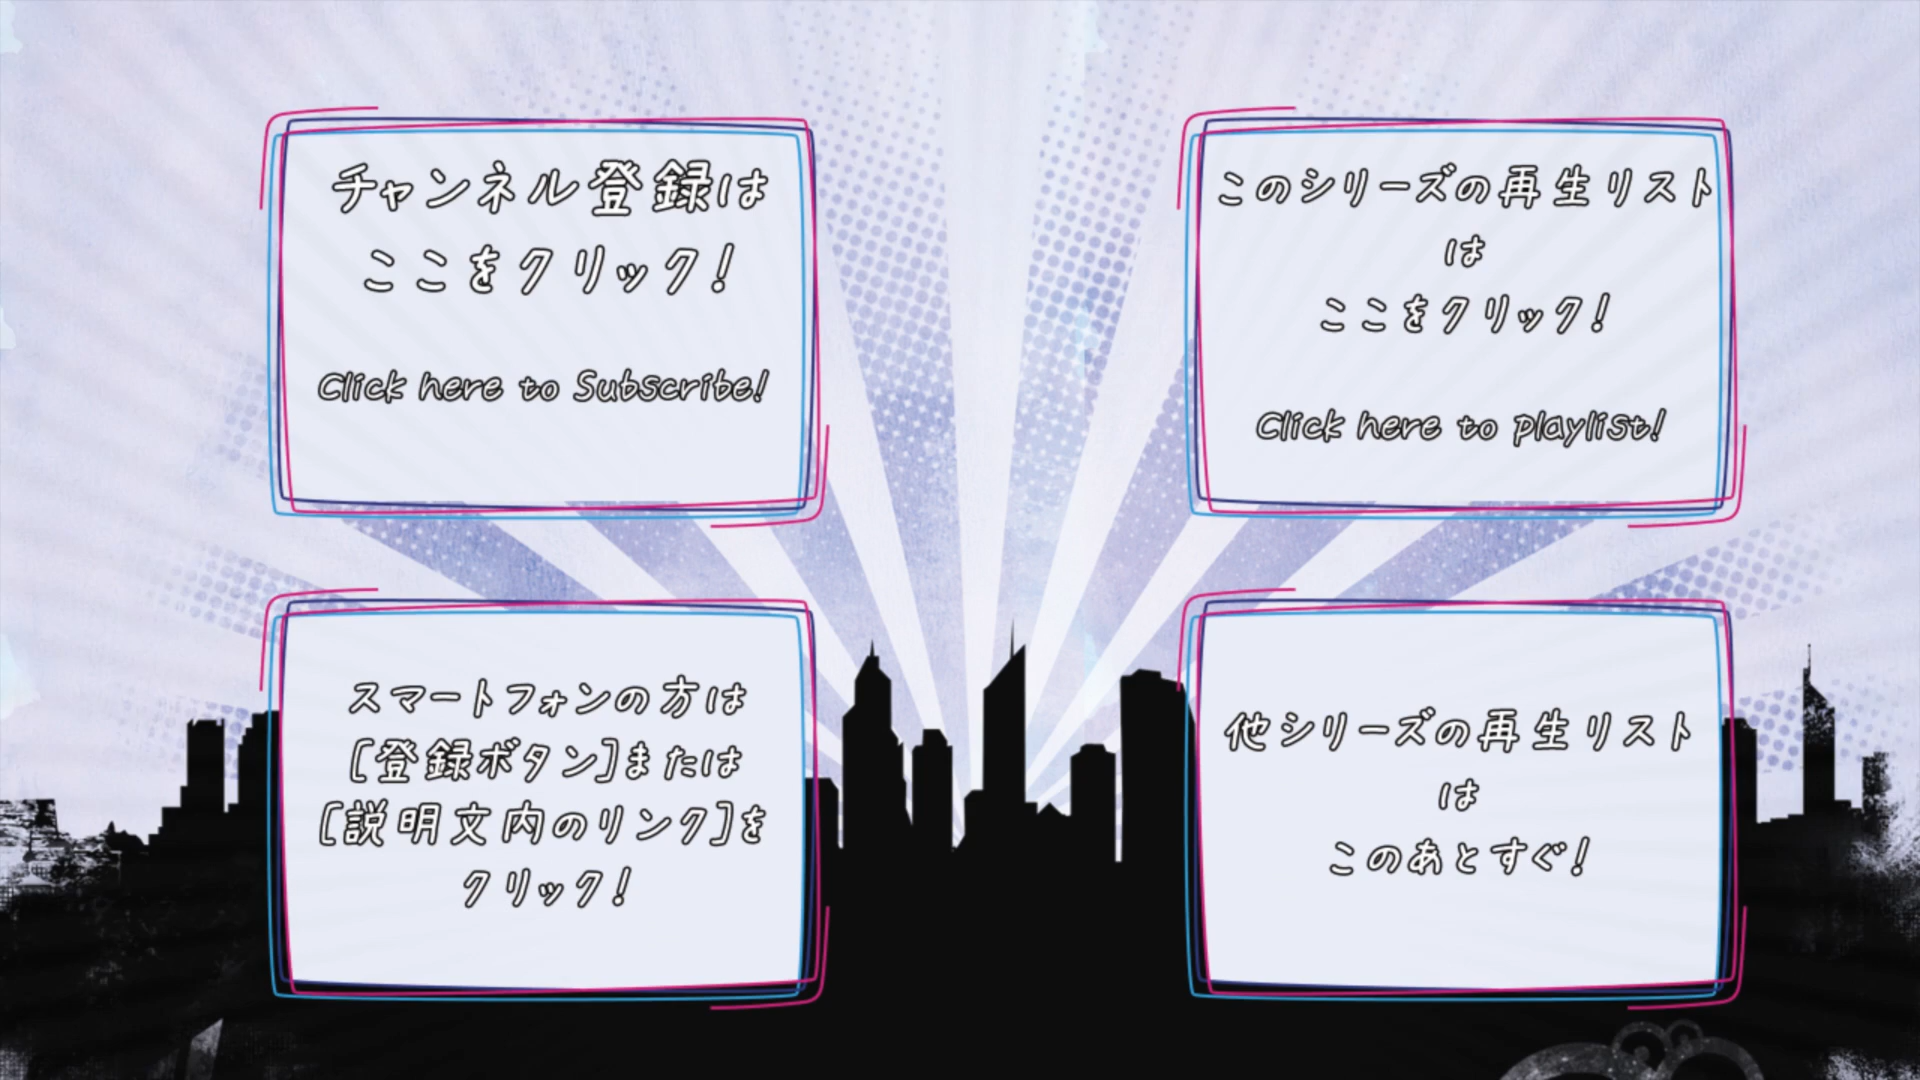 チャンネル登録は
ここをクリック!
Click here to Subscribe!
このシリーズの再生リスト
は
ここをクリック!
Click here to playlist!
スマートフォンの方は
[登録ボタン]または
[説明文内のリンク]を
クリック!
他シリーズの再生リスト
は
このあとすぐ!